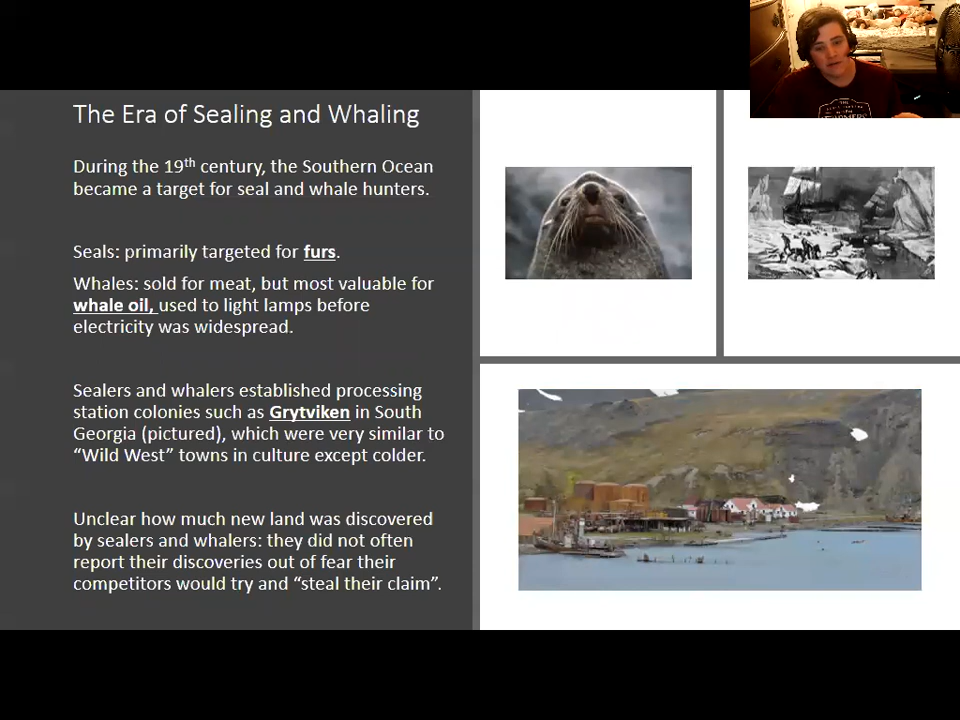 The Era of Sealing and Whaling
During the 19th century, the Southern Ocean
became a target for seal and whale hunters.
Seals: primarily targeted for furs.
Whales: sold for meat, but most valuable for
whale oil, used to light lamps before
electricity was widespread.
Sealers and whalers established processing
station colonies such as Grytviken in South
Georgia (pictured), which were very similar to
“Wild West” towns in culture except colder.
Unclear how much new land was discovered
by sealers and whalers: they did not often
report their discoveries out of fear their
competitors would try and “steal their claim”.